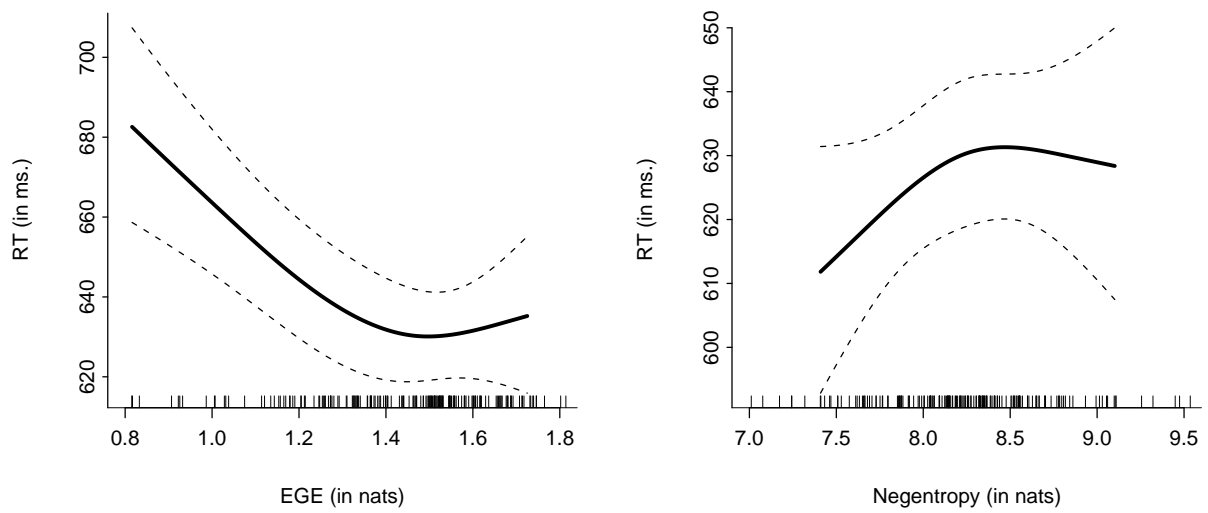 RT (in ms.)
700
680
660
640
620
0.8 1.0 1.2 1.4 1.6 1.8
EGE (in nats)
RT (in ms.)
650
640
630
620
610
600
7.0 7.5 8.0 8.5 9.0 9.5
Negentropy (in nats)